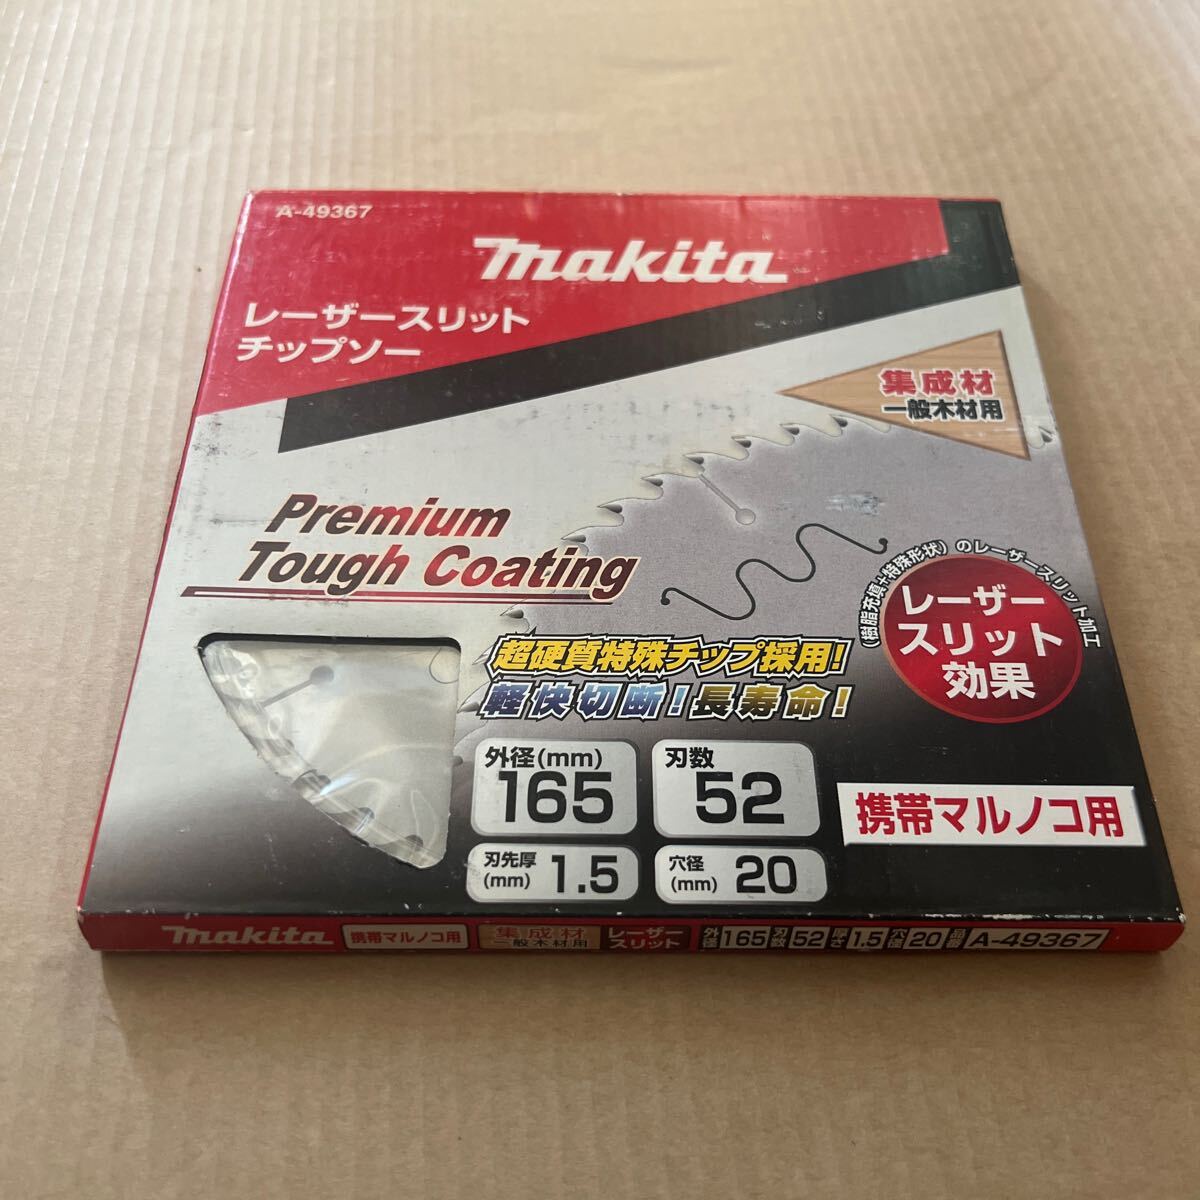 A-49367
makita
レーザースリット
チップソー
集成材
一般木材用
Premium
Tough Coating
(樹脂充填+特殊形状)のレーザースリット加工
レーザー
スリット
効果
超硬質特殊チップ採用!
軽快切断!長寿命!
外径(mm)
165
刃数
52
刃先厚
(mm)
1.5
穴径
(mm)
20
携帯マルノコ用
makita
携帯マルノコ用
集成材
一般木材用
レーザー
スリット
外径 165 刃数 52 厚さ 1.5 穴径 20 品番 A-49367